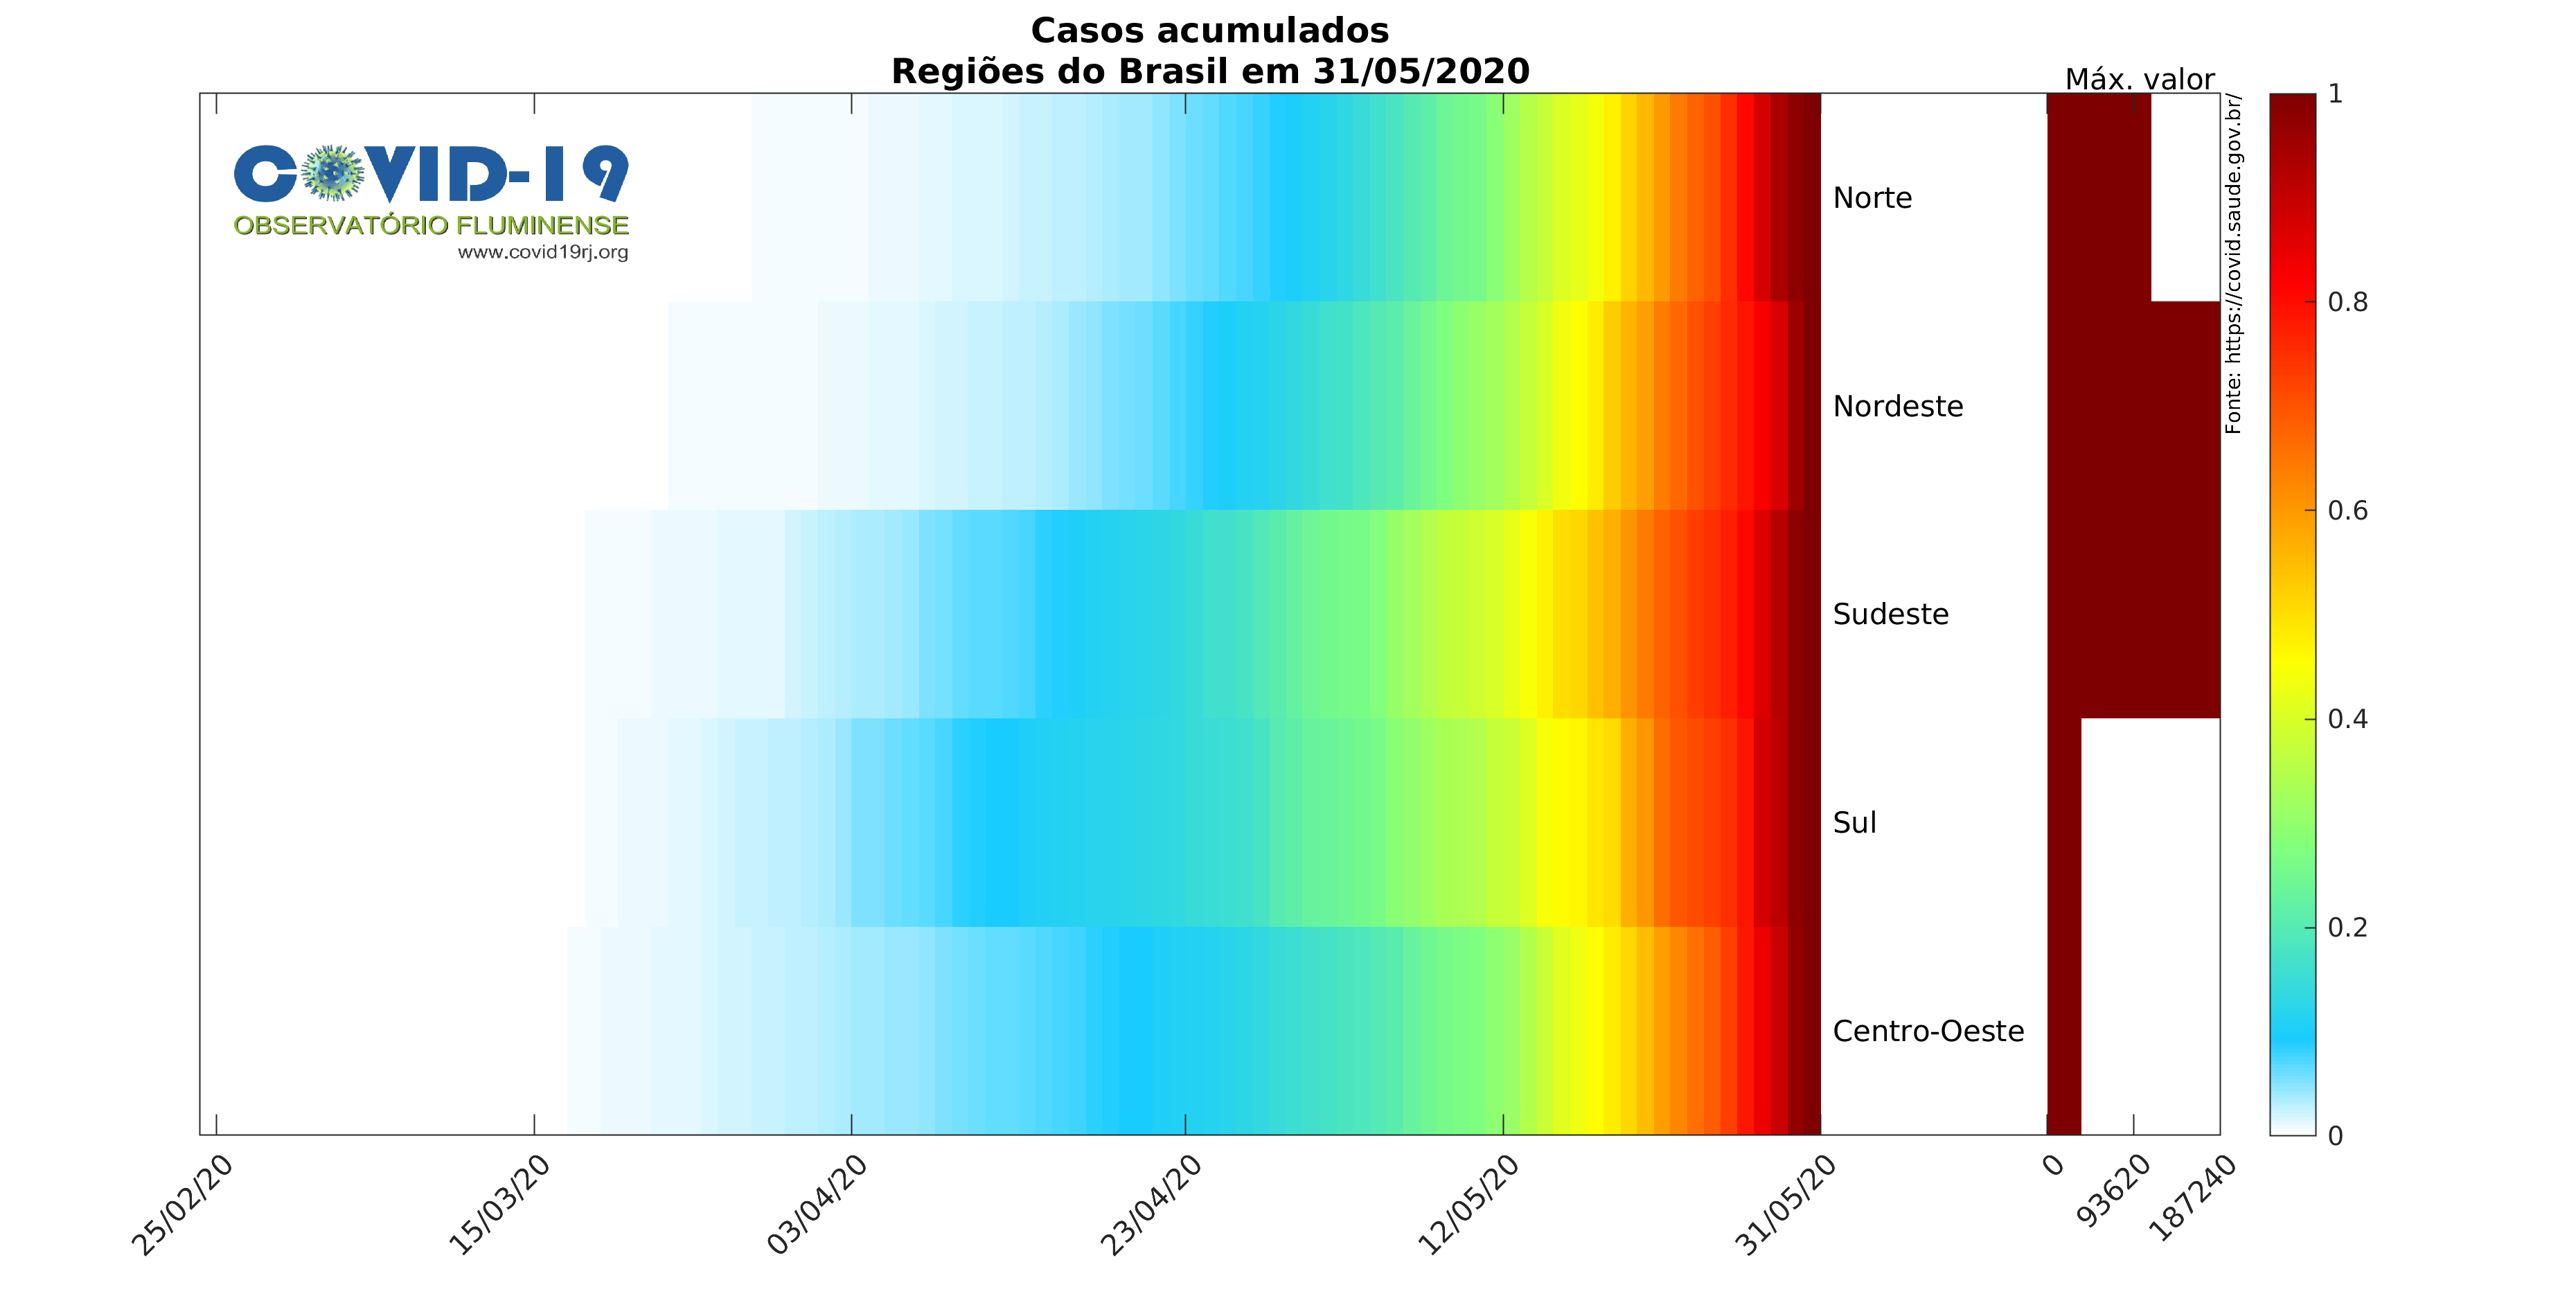 Casos acumulados
Regiões do Brasil em 31/05/2020
Máx. valor
COVID-19
OBSERVATÓRIO FLUMINENSE
www.covid19rj.org
Norte
Nordeste
Sudeste
Sul
Centro-Oeste
Fonte: https://covid.saude.gov.br/
1
0.8
0.6
0.4
0.2
0
25/02/20
15/03/20
03/04/20
23/04/20
12/05/20
31/05/20
0
93620
187240